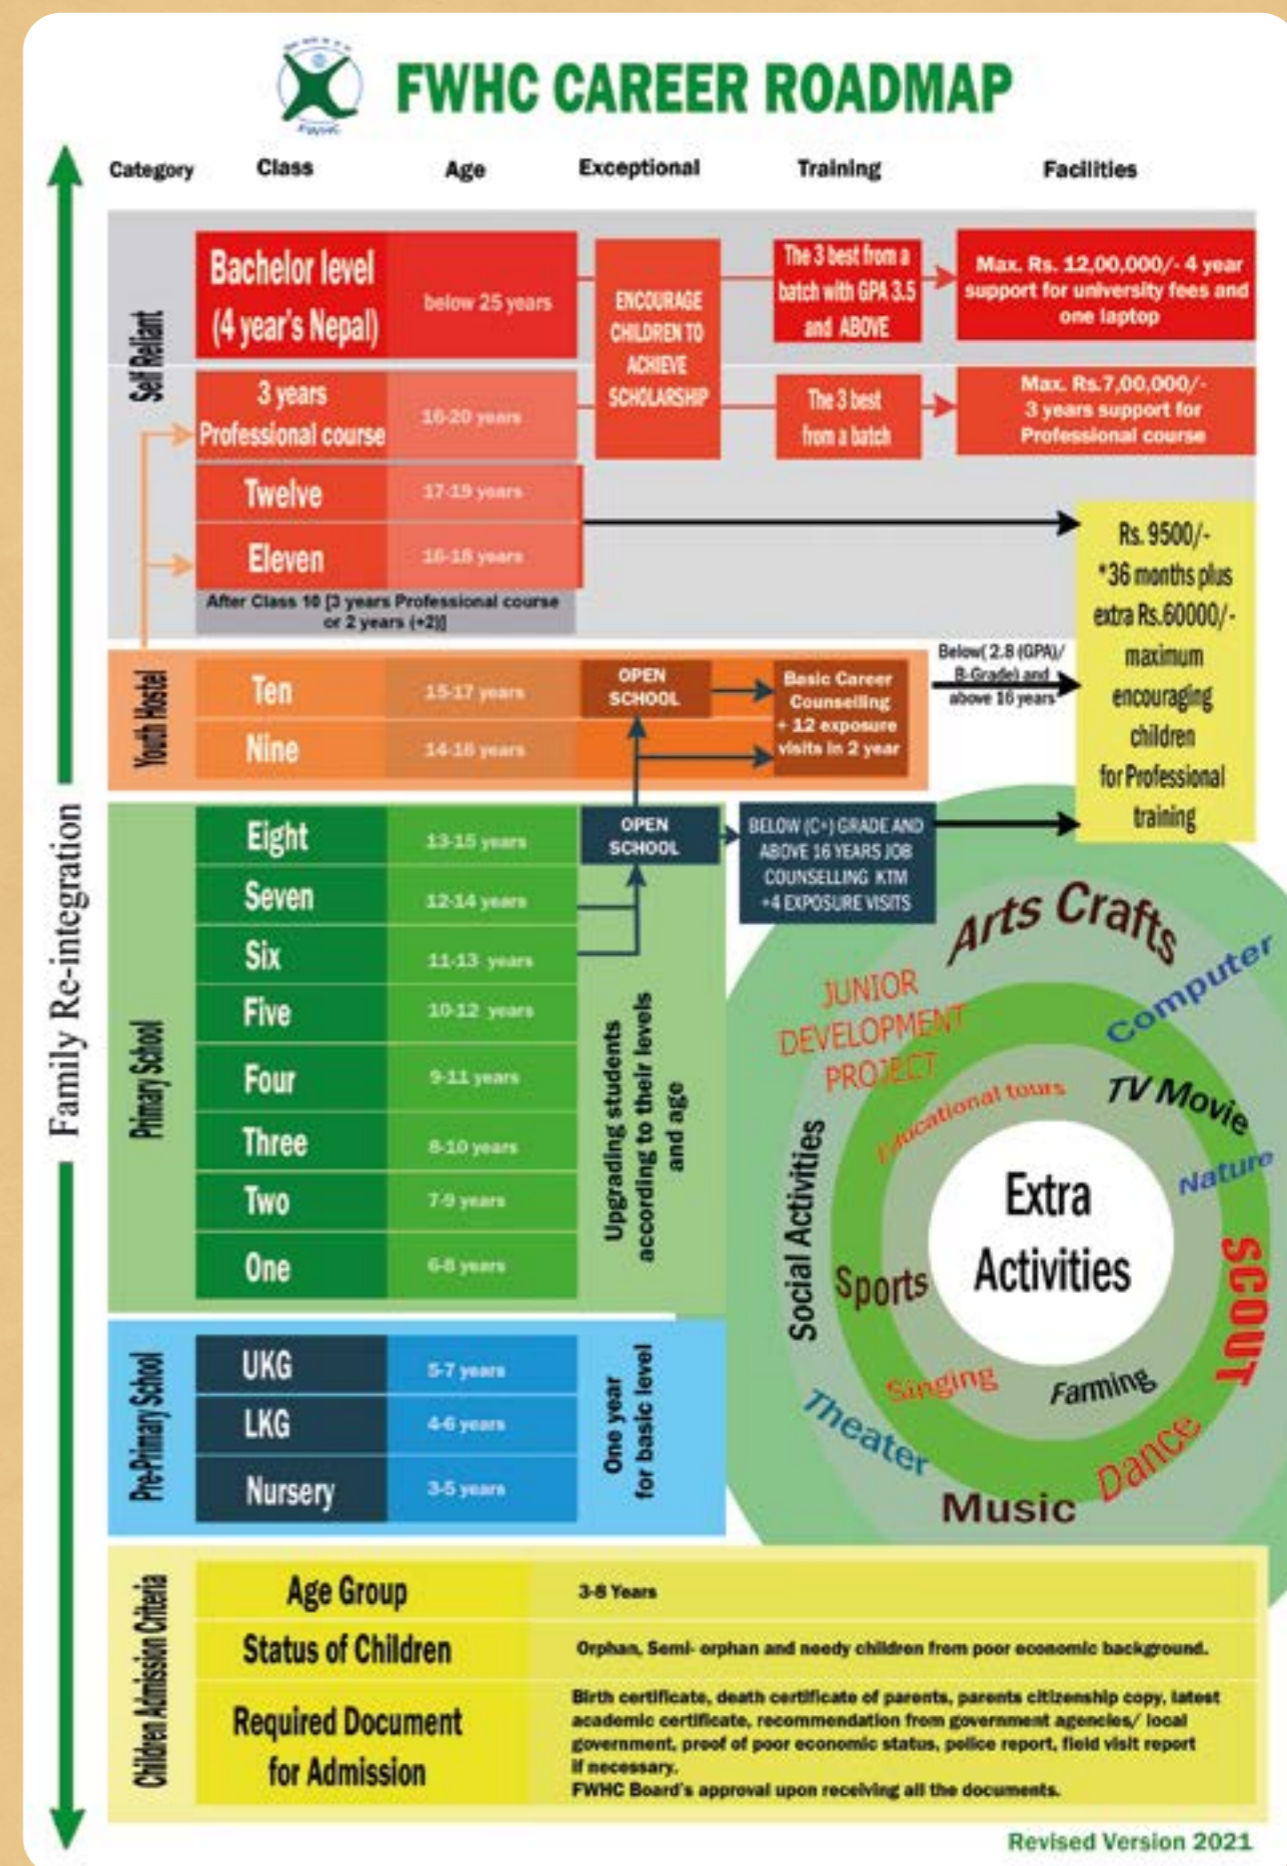 FWHC
FWHC CAREER ROADMAP
Category
Class
Age
Exceptional
Training
Facilities
Family Re-integration
Self Reliant
Bachelor level
(4 year's Nepal)
below 25 years
ENCOURAGE
CHILDREN TO
ACHIEVE
SCHOLARSHIP
The 3 best from a
batch with GPA 3.5
and ABOVE
Max. Rs. 12,00,000/- 4 year
support for university fees and
one laptop
3 years
Professional course
16-20 years
The 3 best
from a batch
Max. Rs.7,00,000/-
3 years support for
Professional course
Twelve
17-19 years
Eleven
16-18 years
After Class 10 [3 years Professional course
or 2 years (+2)]
Rs. 9500/-
*36 months plus
extra Rs.60000/-
maximum
encouraging
children
for Professional
training
Youth Hostel
Ten
15-17 years
OPEN
SCHOOL
Basic Career
Counselling
+ 12 exposure
visits in 2 year
Below( 2.8 (GPA)/
B-Grade) and
above 16 years
Nine
14-16 years
Primary School
Eight
13-15 years
OPEN
SCHOOL
BELOW (C+) GRADE AND
ABOVE 16 YEARS JOB
COUNSELLING KTM
+4 EXPOSURE VISITS
Seven
12-14 years
Six
11-13 years
Five
10-12 years
Four
9-11 years
Three
8-10 years
Two
7-9 years
One
6-8 years
Upgrading students
according to their levels
and age
Arts Crafts
Computer
JUNIOR
DEVELOPMENT
PROJECT
Educational tours
TV Movie
Nature
Social Activities
Extra
Activities
Sports
SCOUT
Singing
Farming
Theater
Dance
Music
Pre-Primary School
UKG
5-7 years
LKG
4-6 years
Nursery
3-5 years
One year
for basic level
Children Admission Criteria
Age Group
3-8 Years
Status of Children
Orphan, Semi- orphan and needy children from poor economic background.
Required Document
for Admission
Birth certificate, death certificate of parents, parents citizenship copy, latest
academic certificate, recommendation from government agencies/ local
government, proof of poor economic status, police report, field visit report
if necessary.
FWHC Board's approval upon receiving all the documents.
Revised Version 2021